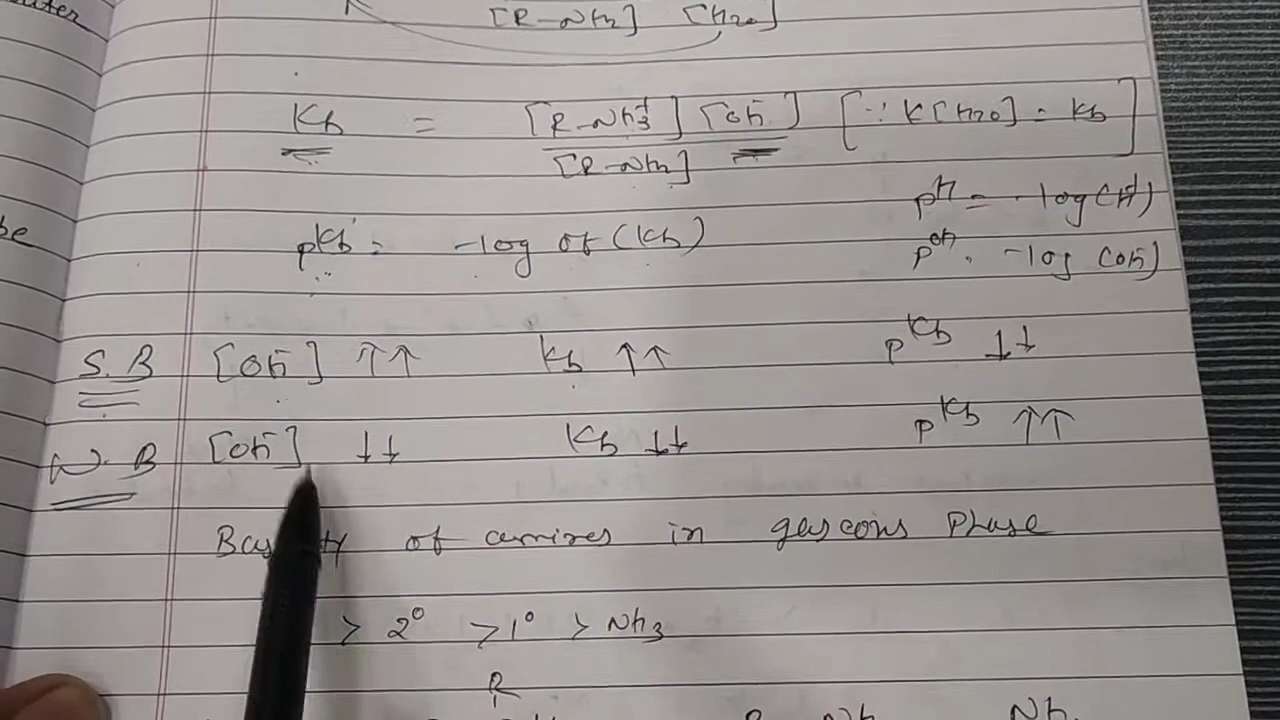 [R-NH2] [H2O]
Kb = [R-NH3+] [OH-] [∵ K[H2O] = Kb]
[R-NH2]
pH = -log(H+)
be
pKb = -log of (Kb)
pOH = -log (OH-)
S.B [OH-] ↑↑ Kb ↑↑ pKb ↓↓
W.B [OH-] ↓↓ Kb ↓↓ pKb ↑↑
of amines in gaseous Phase
> 2° > 1° > NH3
R